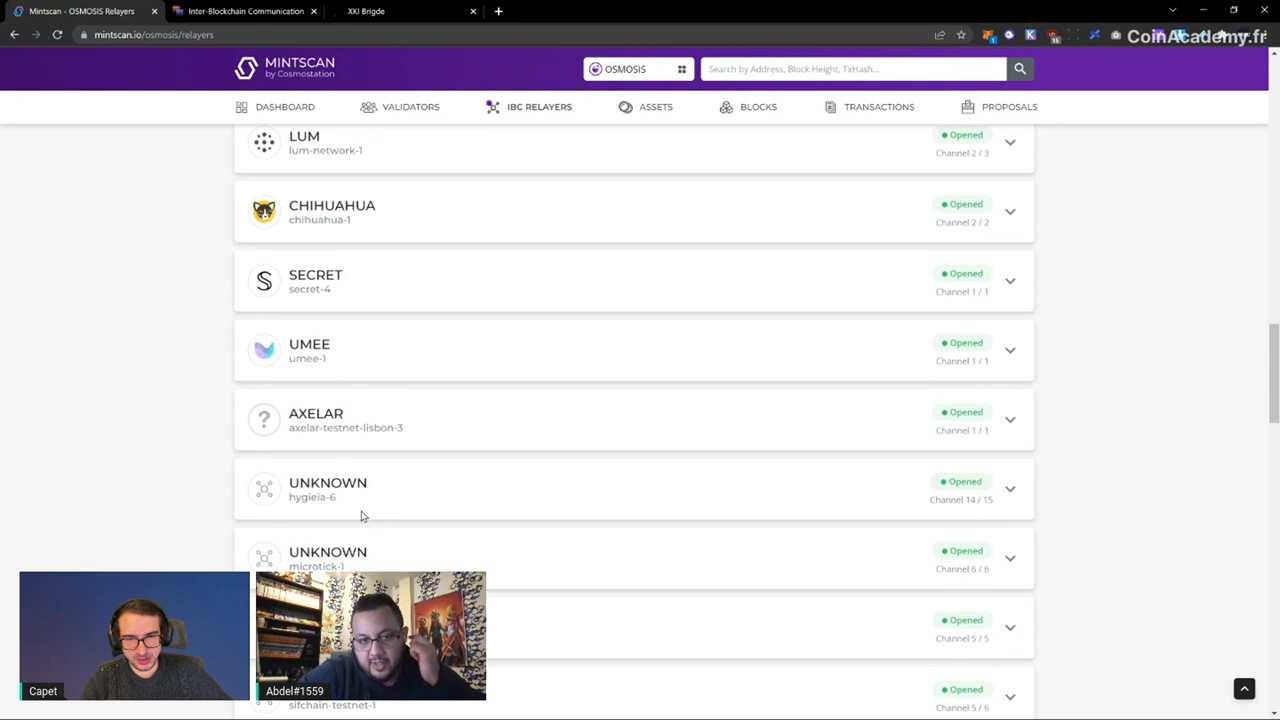 Mintscan - OSMOSIS Relayers
Inter-Blockchain Communication
XKI Brigde
mintscan.io/osmosis/relayers
CoinAcademy.fr
MINTSCAN
by Cosmostation
OSMOSIS
Search by Address, Block Height, TxHash...
DASHBOARD
VALIDATORS
IBC RELAYERS
ASSETS
BLOCKS
TRANSACTIONS
PROPOSALS
LUM
lum-network-1
Opened
Channel 2 / 3
CHIHUAHUA
chihuahua-1
Opened
Channel 2 / 2
SECRET
secret-4
Opened
Channel 1 / 1
UMEE
umee-1
Opened
Channel 1 / 1
AXELAR
axelar-testnet-lisbon-3
Opened
Channel 1 / 1
UNKNOWN
hygieia-6
Opened
Channel 14 / 15
UNKNOWN
microtick-1
Opened
Channel 6 / 6
Opened
Channel 5 / 5
Opened
sifchain-testnet-1
Channel 5 / 6
Capet
Abdel#1559